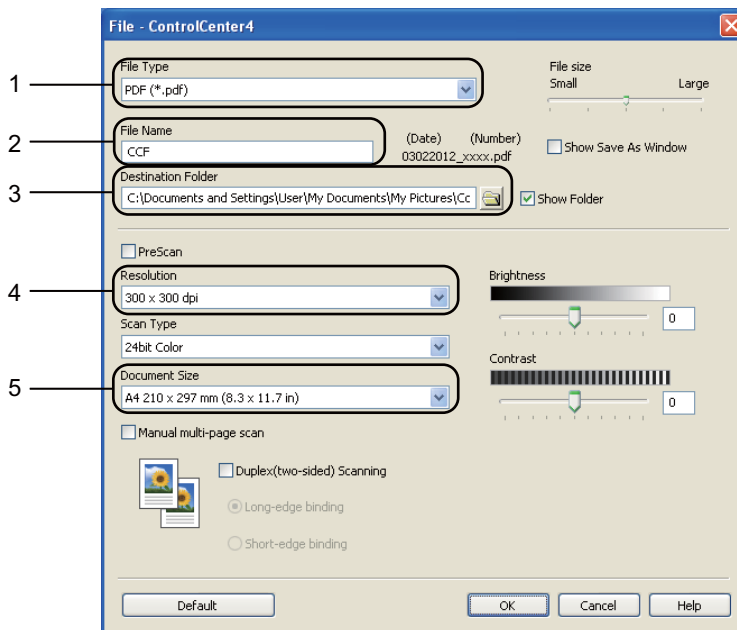 File - ControlCenter4
1
File Type
PDF (*.pdf)
File size
Small Large
2
File Name
CCF
(Date) (Number)
03022012_xxxx.pdf
Show Save As Window
3
Destination Folder
C:\Documents and Settings\User\My Documents\My Pictures\Cc
Show Folder
PreScan
4
Resolution
300 x 300 dpi
Brightness
0
Scan Type
24bit Color
Contrast
0
5
Document Size
A4 210 x 297 mm (8.3 x 11.7 in)
Manual multi-page scan
Duplex(two-sided) Scanning
Long-edge binding
Short-edge binding
Default OK Cancel Help